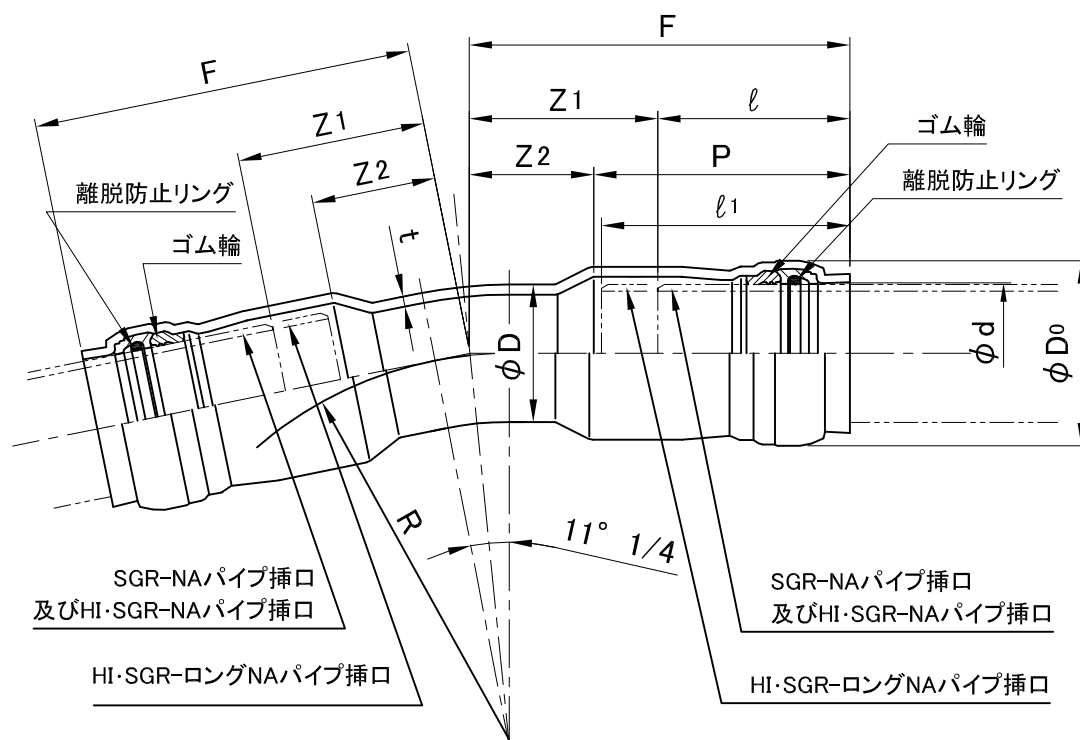 F
F
Z1
ℓ
Z1
Z2
P
Z2
ℓ1
ゴム輪
離脱防止リング
離脱防止リング
ゴム輪
t
φD
φd
φD0
R
11° 1/4
SGR-NAパイプ挿口
及びHI・SGR-NAパイプ挿口
HI・SGR-ロングNAパイプ挿口
SGR-NAパイプ挿口
及びHI・SGR-NAパイプ挿口
HI・SGR-ロングNAパイプ挿口